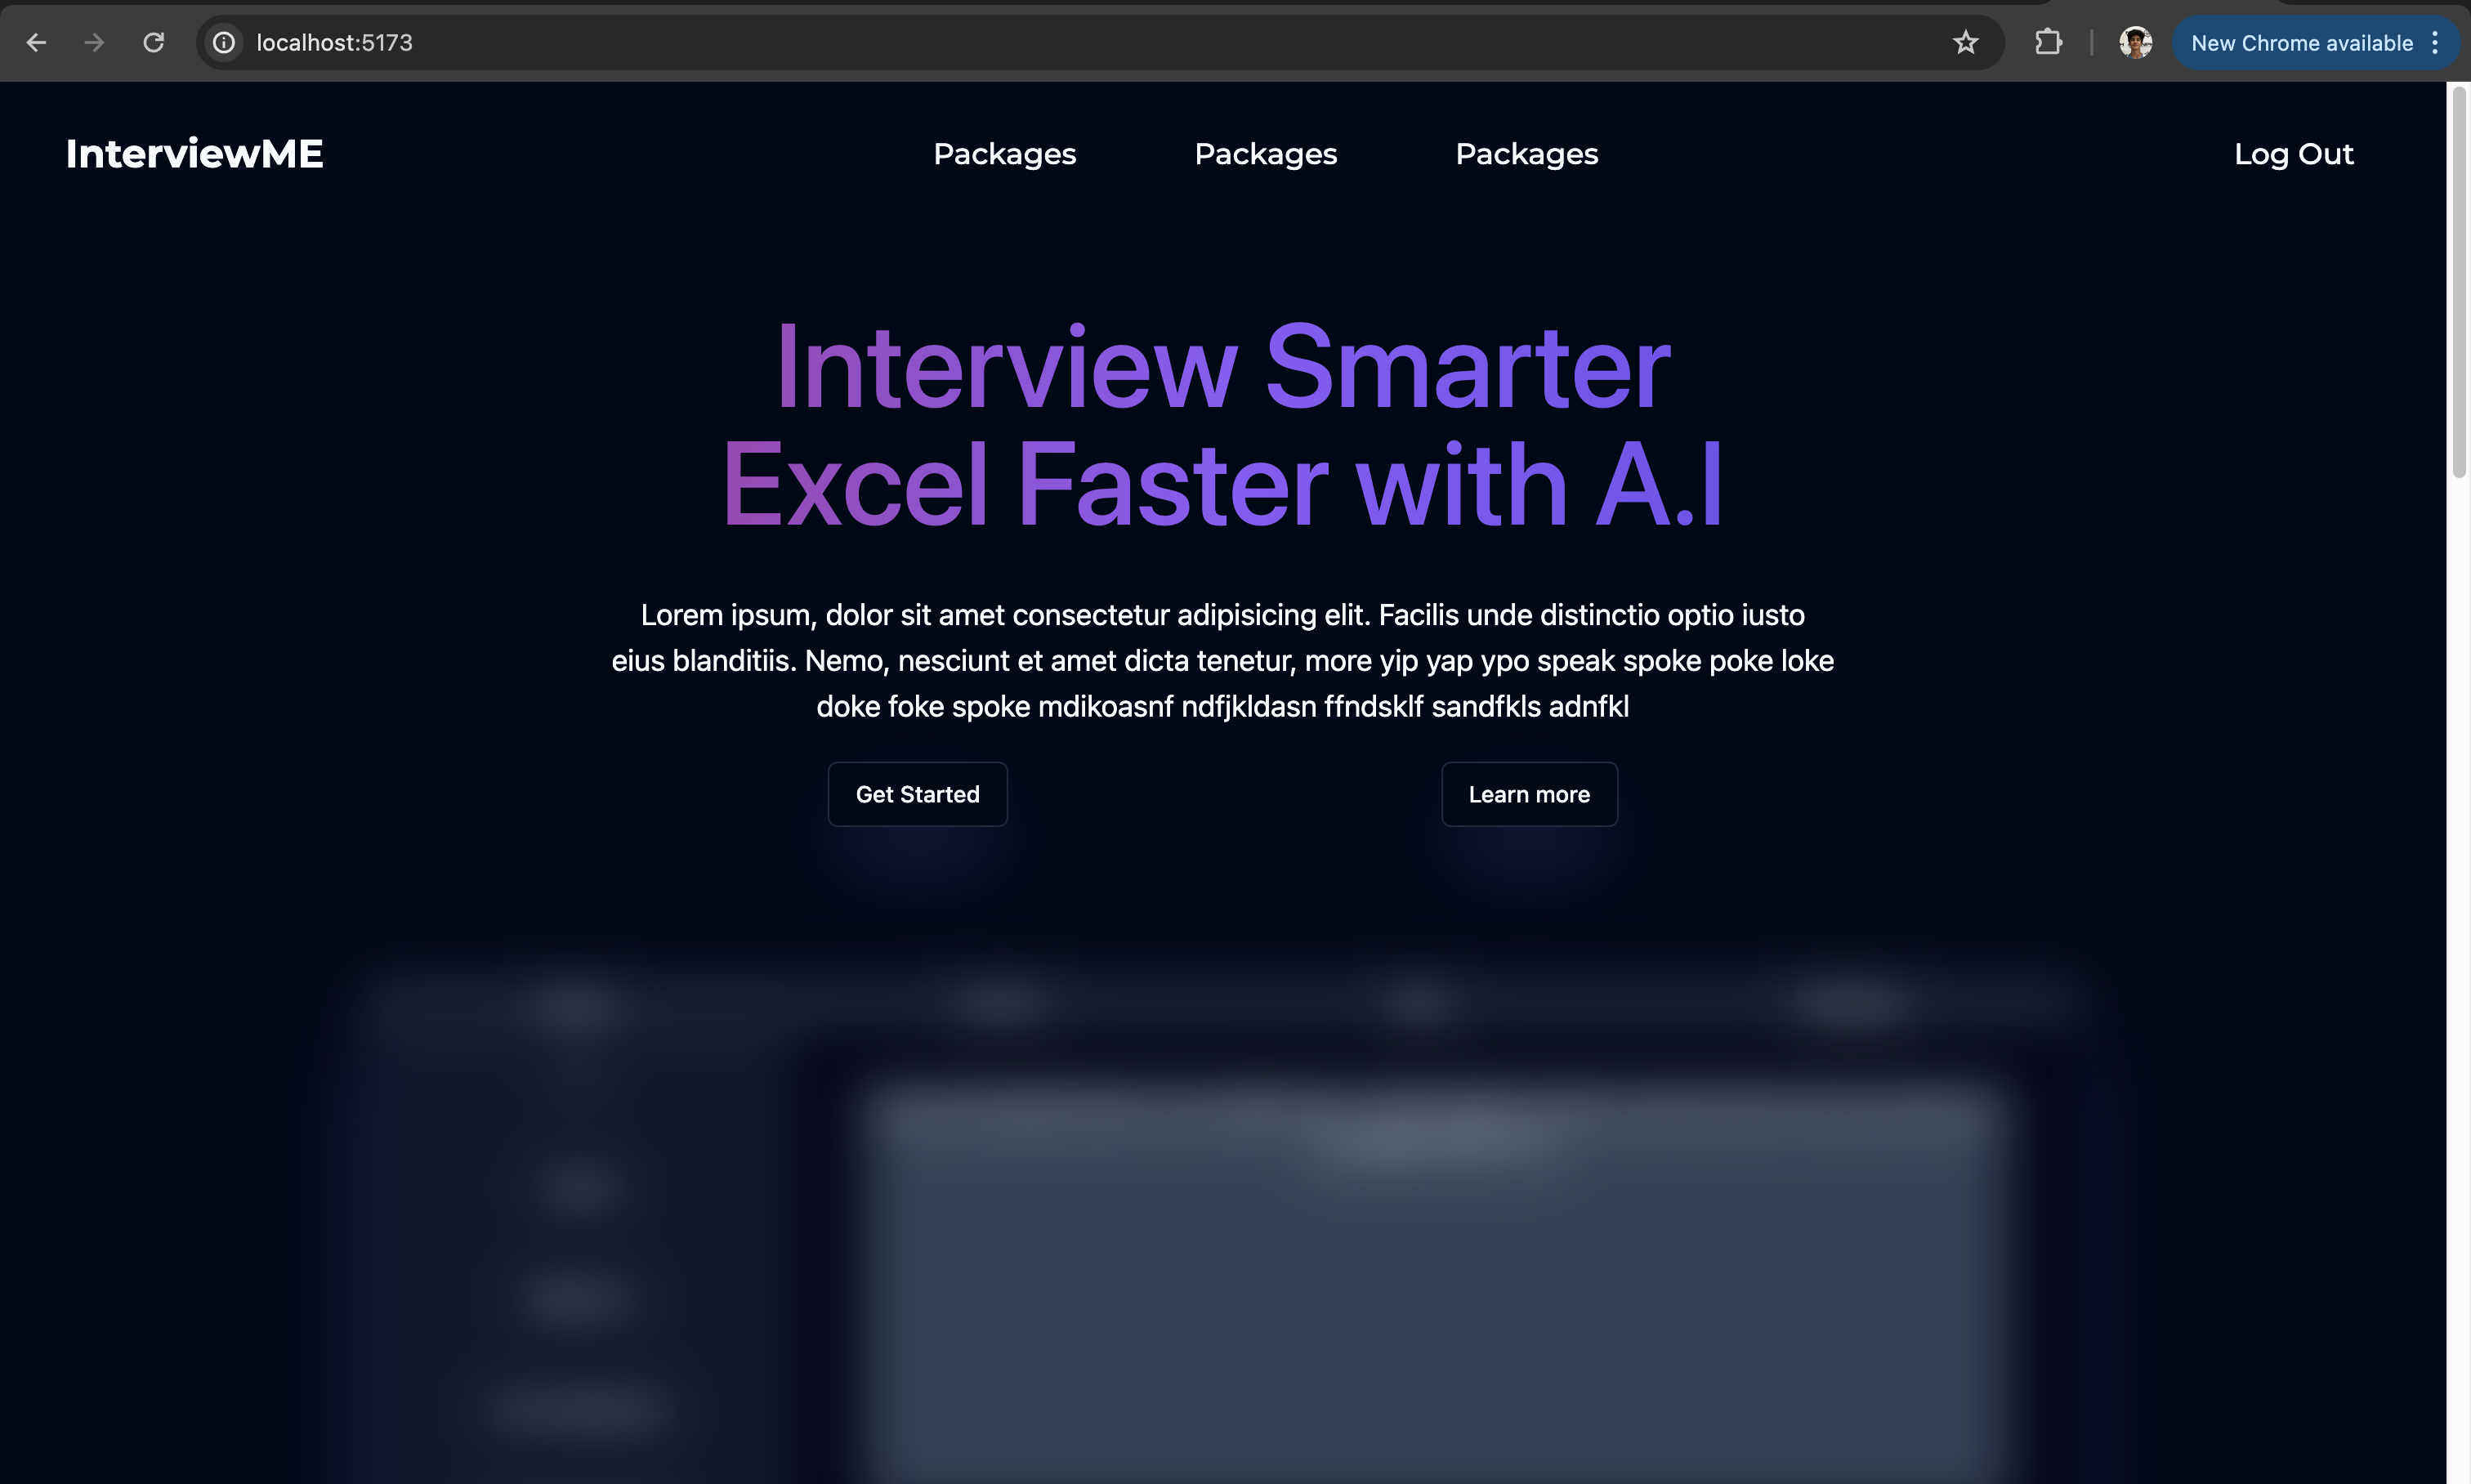 localhost:5173
New Chrome available
InterviewME
Packages
Packages
Packages
Log Out
Interview Smarter
Excel Faster with A.I
Lorem ipsum, dolor sit amet consectetur adipisicing elit. Facilis unde distinctio optio iusto
eius blanditiis. Nemo, nesciunt et amet dicta tenetur, more yip yap ypo speak spoke poke loke
doke foke spoke mdikoasnf ndfjkldasn ffndsklf sandfkls adnfkl
Get Started
Learn more